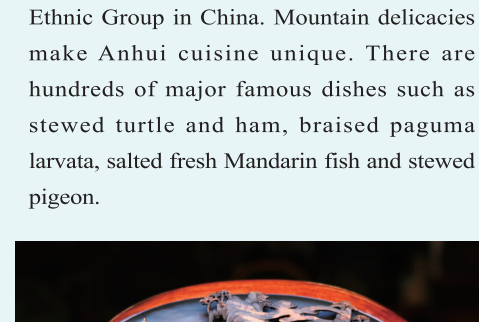 Ethnic Group in China. Mountain delicacies
make Anhui cuisine unique. There are
hundreds of major famous dishes such as
stewed turtle and ham, braised paguma
larvata, salted fresh Mandarin fish and stewed
pigeon.